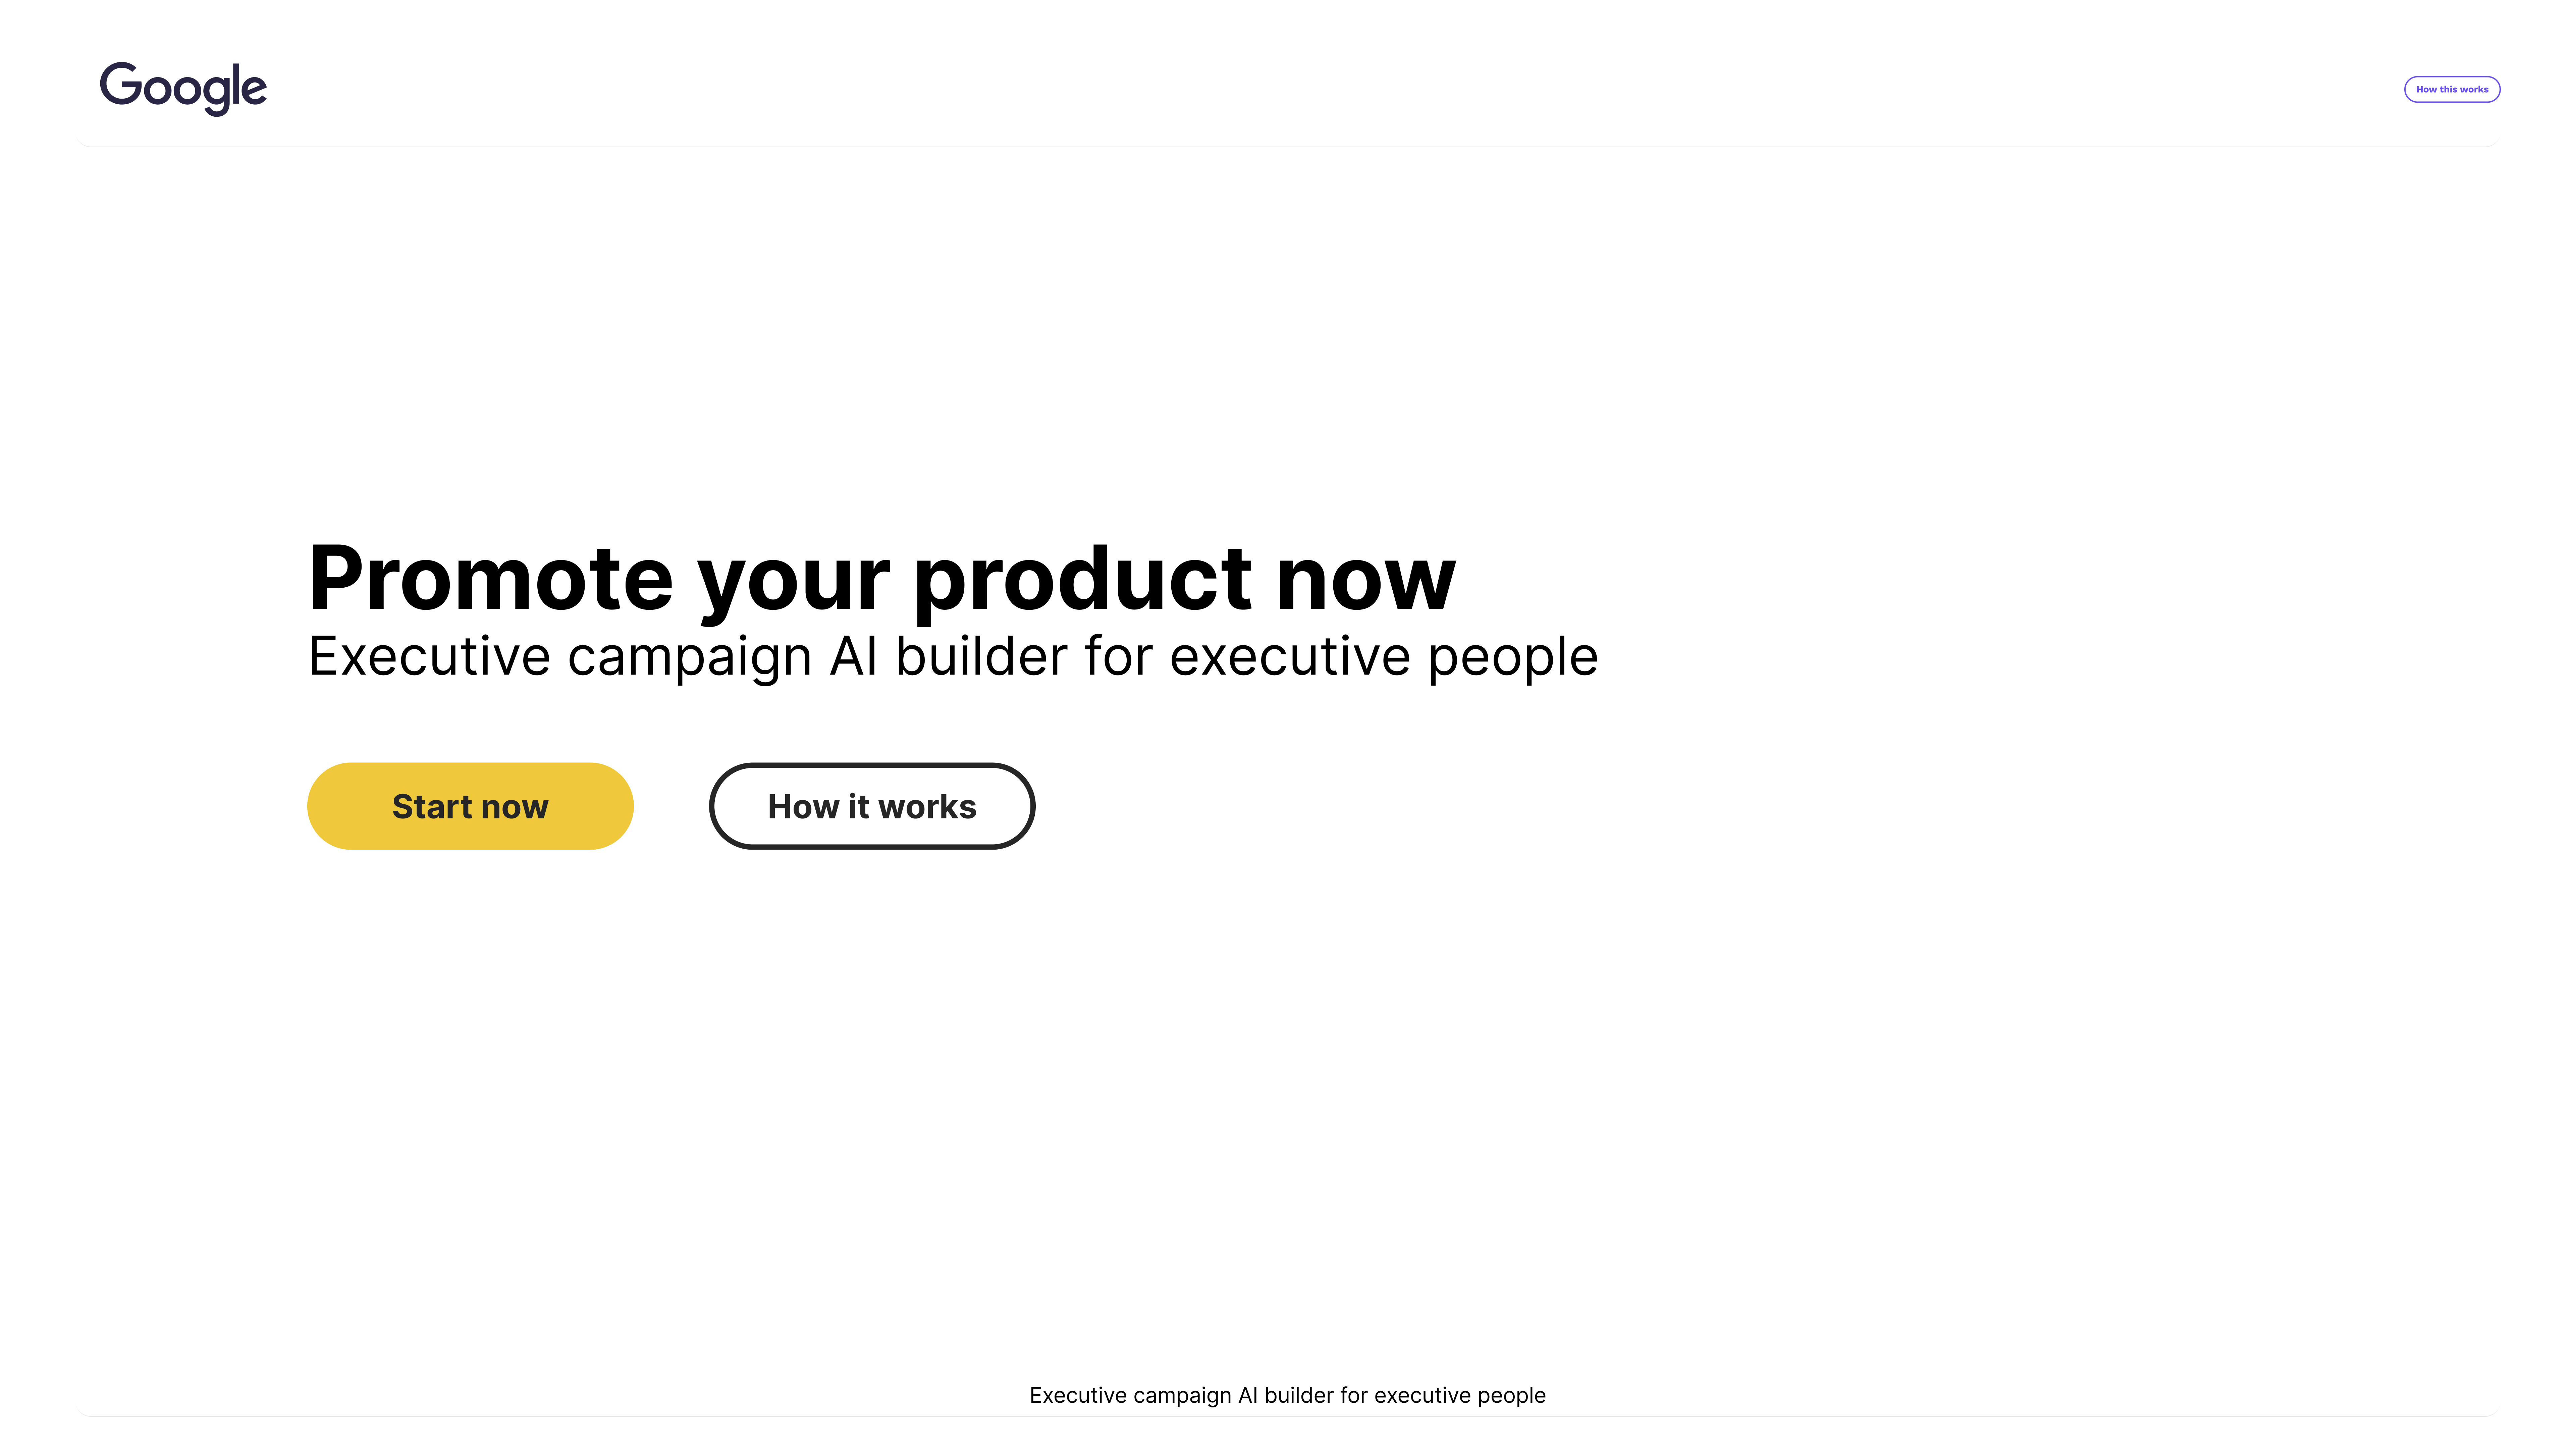 Google
How this works
Promote your product now
Executive campaign AI builder for executive people
Start now
How it works
Executive campaign AI builder for executive people